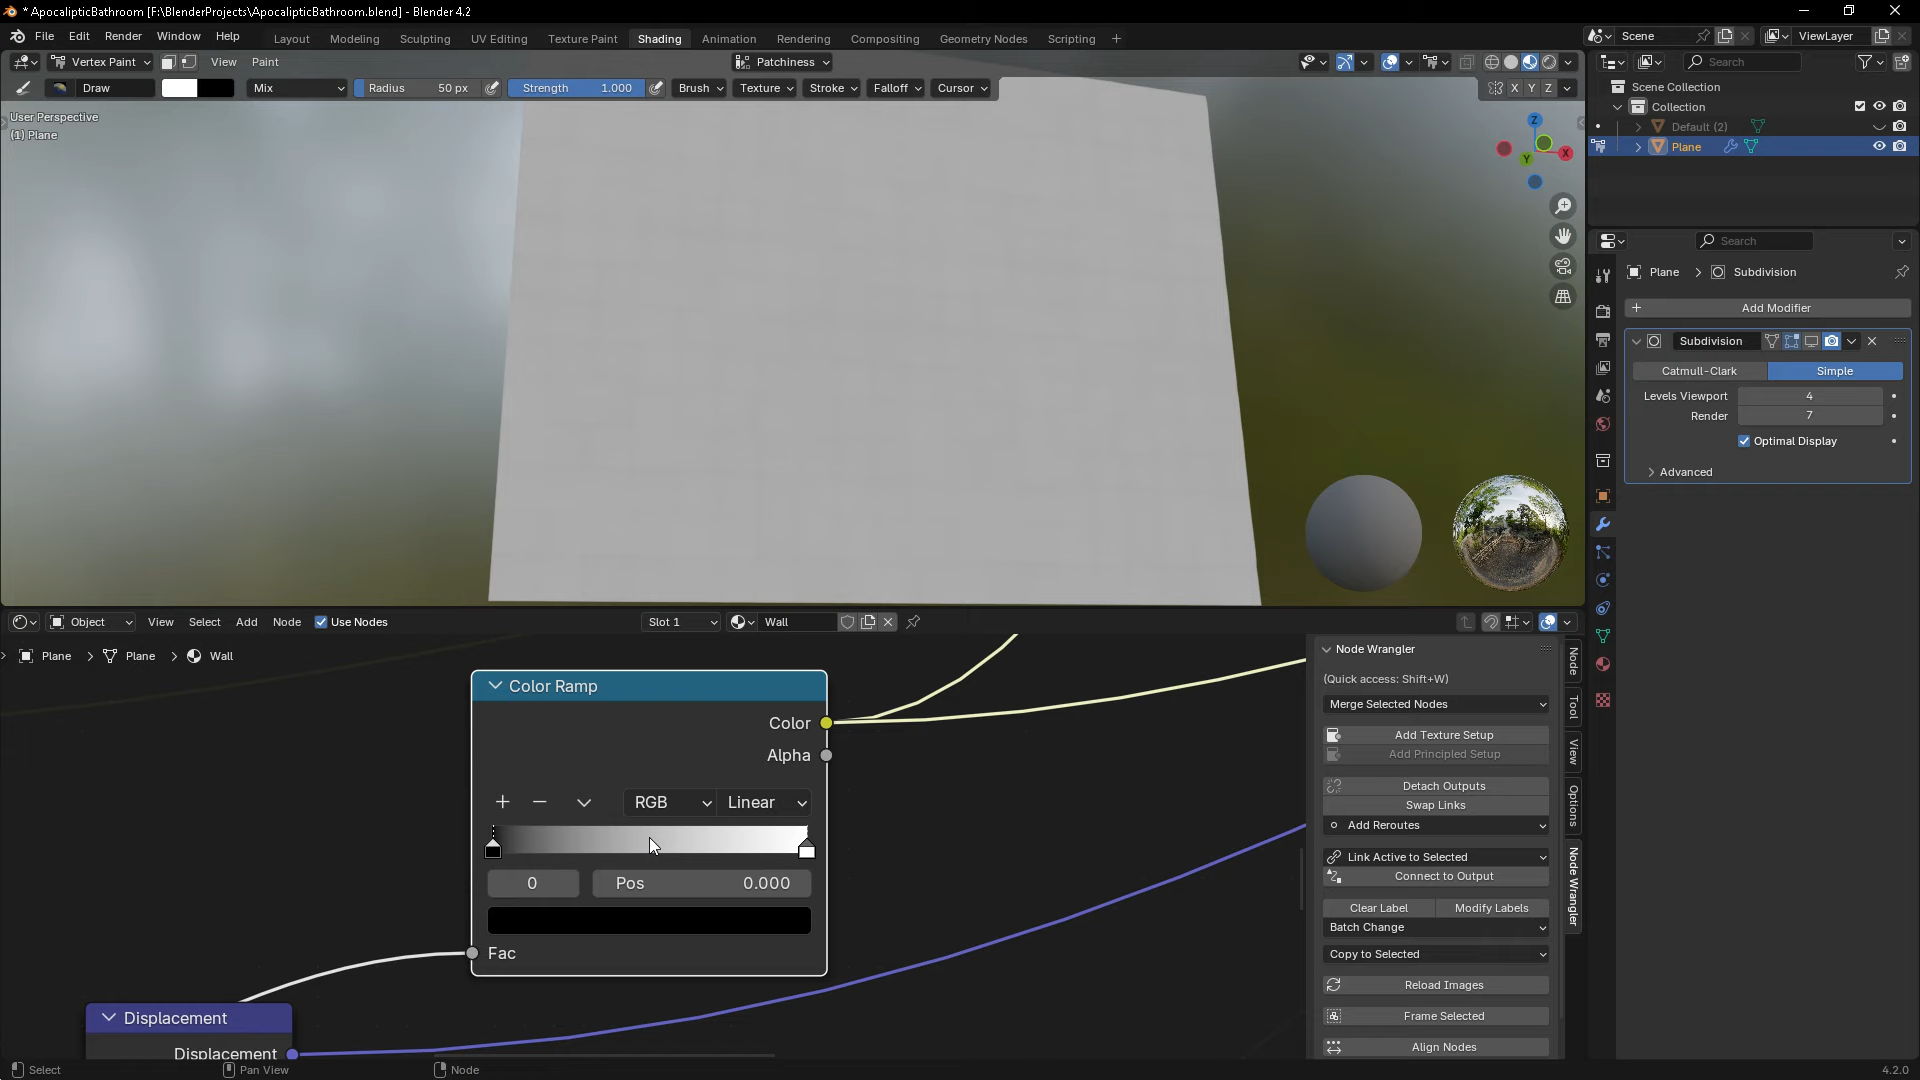 * ApocalipticBathroom [F:\BlenderProjects\ApocalipticBathroom.blend] - Blender 4.2
File Edit Render Window Help
Layout Modeling Sculpting UV Editing Texture Paint Shading Animation Rendering Compositing Geometry Nodes Scripting +
Scene
ViewLayer
Vertex Paint View Paint
Patchiness
Draw
Mix
Radius 50 px
Strength 1.000
Brush Texture Stroke Falloff Cursor
X Y Z
User Perspective
(1) Plane
Z
X
Y
Search
Scene Collection
Collection
Default (2)
Plane
Search
Plane > Subdivision
+ Add Modifier
Subdivision
Catmull-Clark Simple
Levels Viewport 4
Render 7
Optimal Display
Advanced
Object View Select Add Node Use Nodes
Slot 1
Wall
Plane > Plane > Wall
Color Ramp
Color
Alpha
RGB Linear
0
Pos 0.000
Fac
Displacement
Displacement
Node Wrangler
(Quick access: Shift+W)
Merge Selected Nodes
Add Texture Setup
Add Principled Setup
Detach Outputs
Swap Links
Add Reroutes
Link Active to Selected
Connect to Output
Clear Label Modify Labels
Batch Change
Copy to Selected
Reload Images
Frame Selected
Align Nodes
Node
Tool
View
Options
Node Wrangler
Select
Pan View
Node
4.2.0